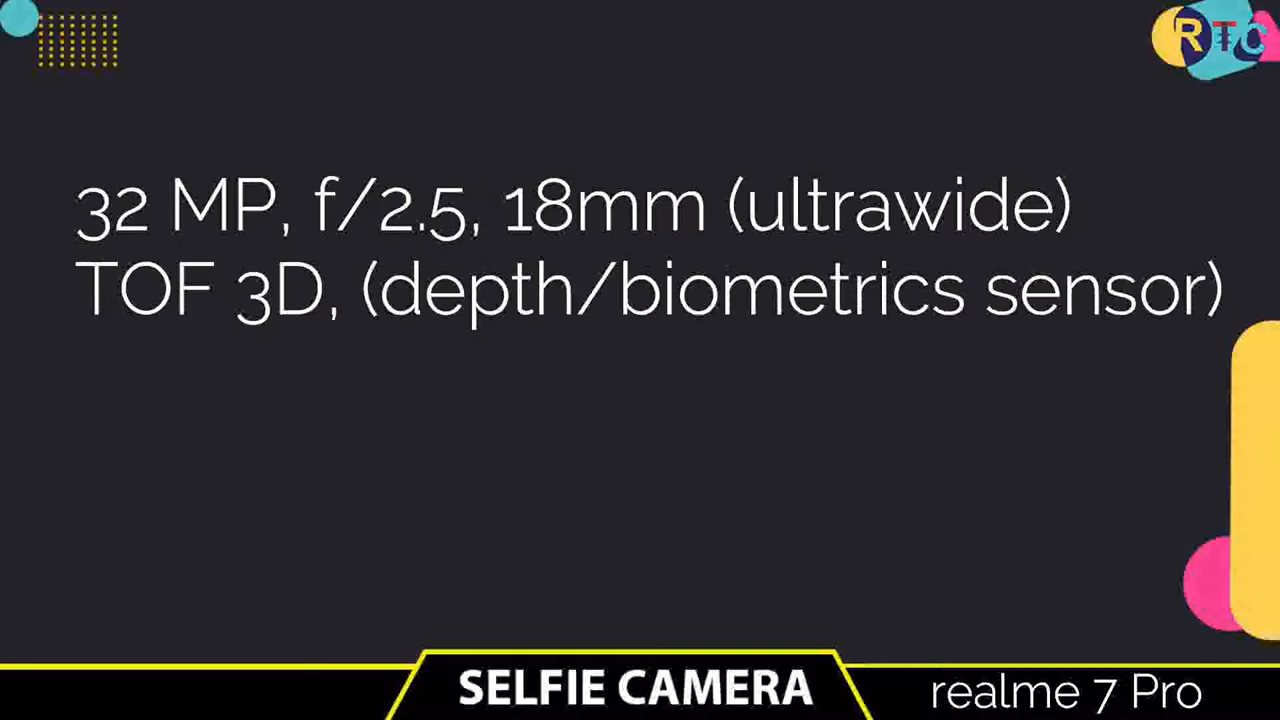 RTC
32 MP, f/2.5, 18mm (ultrawide)
TOF 3D, (depth/biometrics sensor)
SELFIE CAMERA
realme 7 Pro